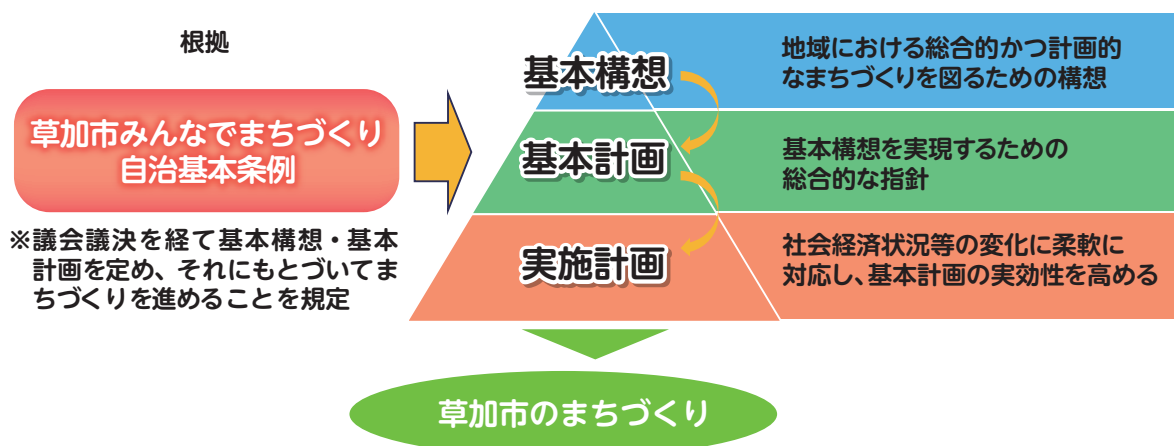 根拠
草加市みんなでまちづくり
自治基本条例
※議会議決を経て基本構想・基本
計画を定め、それにもとづいてま
ちづくりを進めることを規定
基本構想
地域における総合的かつ計画的
なまちづくりを図るための構想
基本計画
基本構想を実現するための
総合的な指針
実施計画
社会経済状況等の変化に柔軟に
対応し、基本計画の実効性を高める
草加市のまちづくり